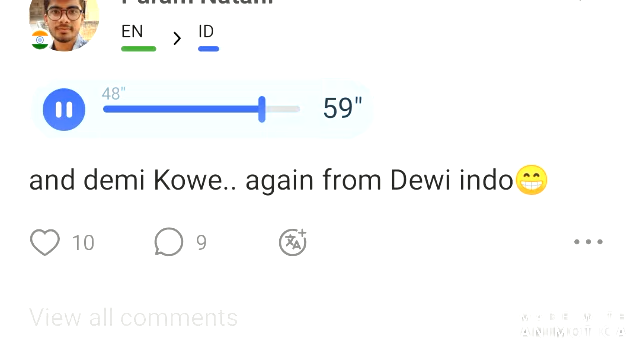 EN > ID
48"
59"
and demi Kowe.. again from Dewi indo😁
10
9
View all comments